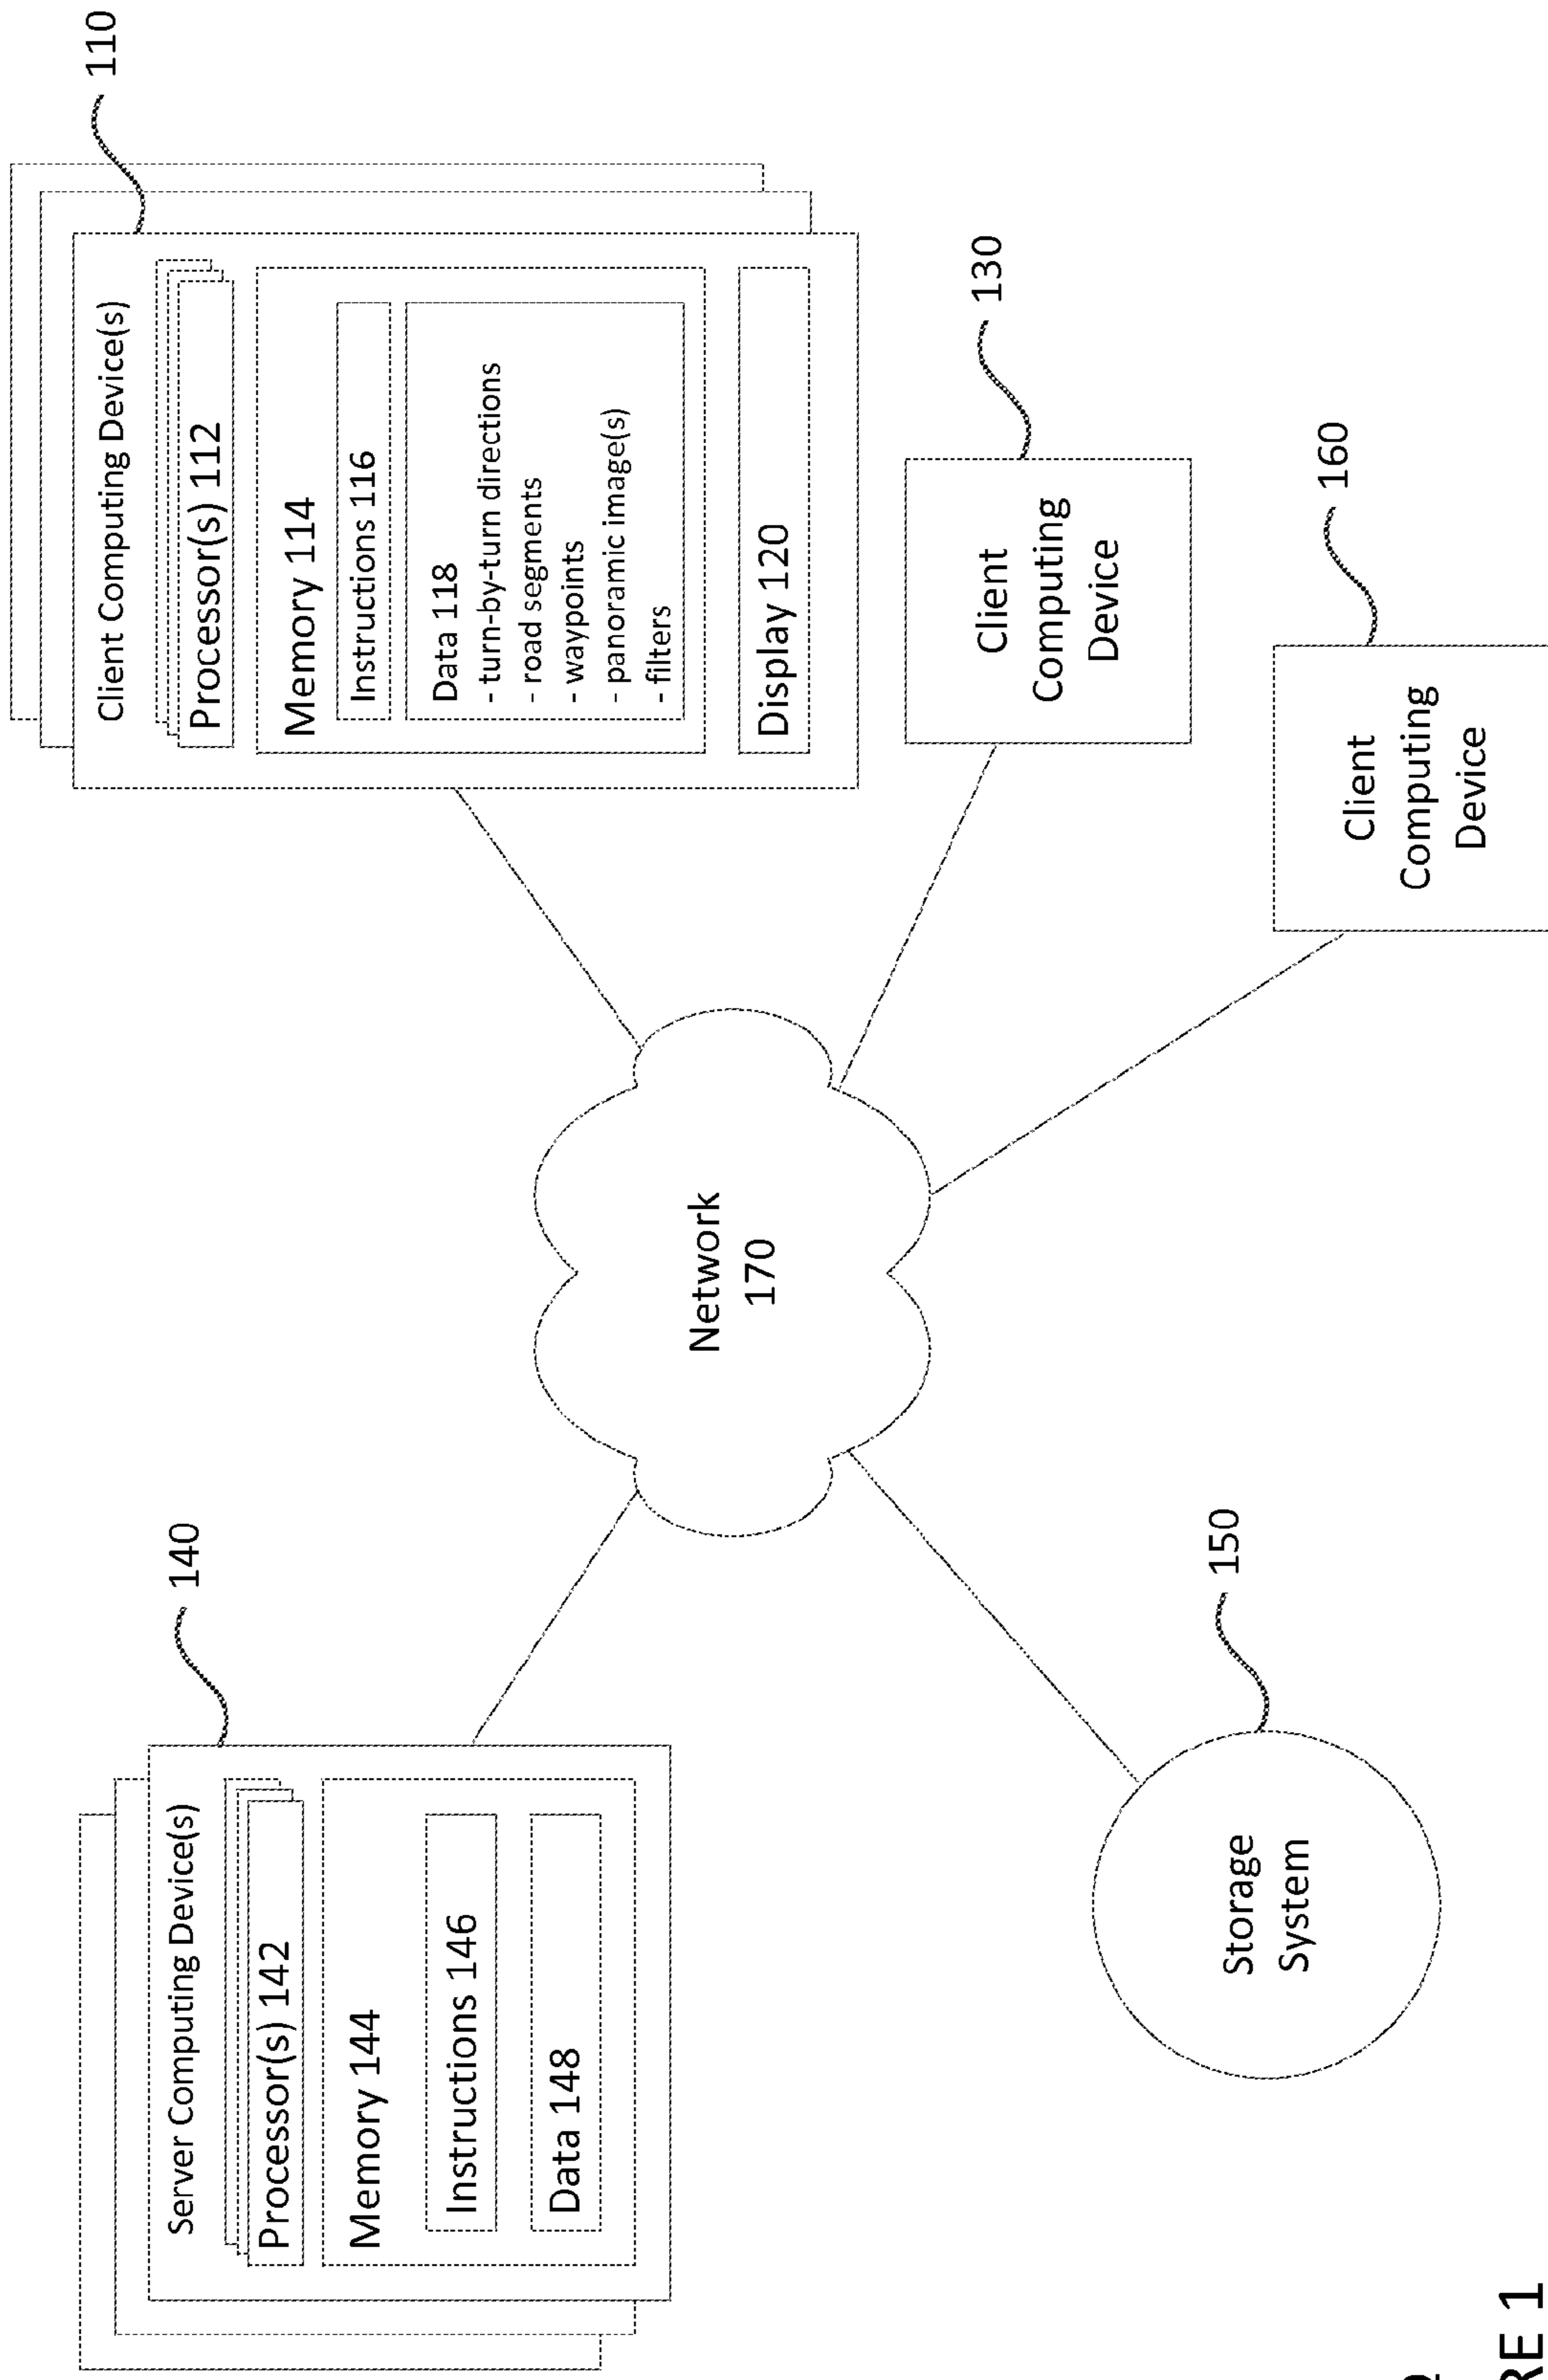 140
Server Computing Device(s)
Processor(s) 142
Memory 144
Instructions 146
Data 148
110
Client Computing Device(s)
Processor(s) 112
Memory 114
Instructions 116
Data 118
- turn-by-turn directions
- road segments
- waypoints
- panoramic image(s)
- filters
Display 120
Network
170
130
Client
Computing
Device
160
Client
Computing
Device
150
Storage
System
RE 1